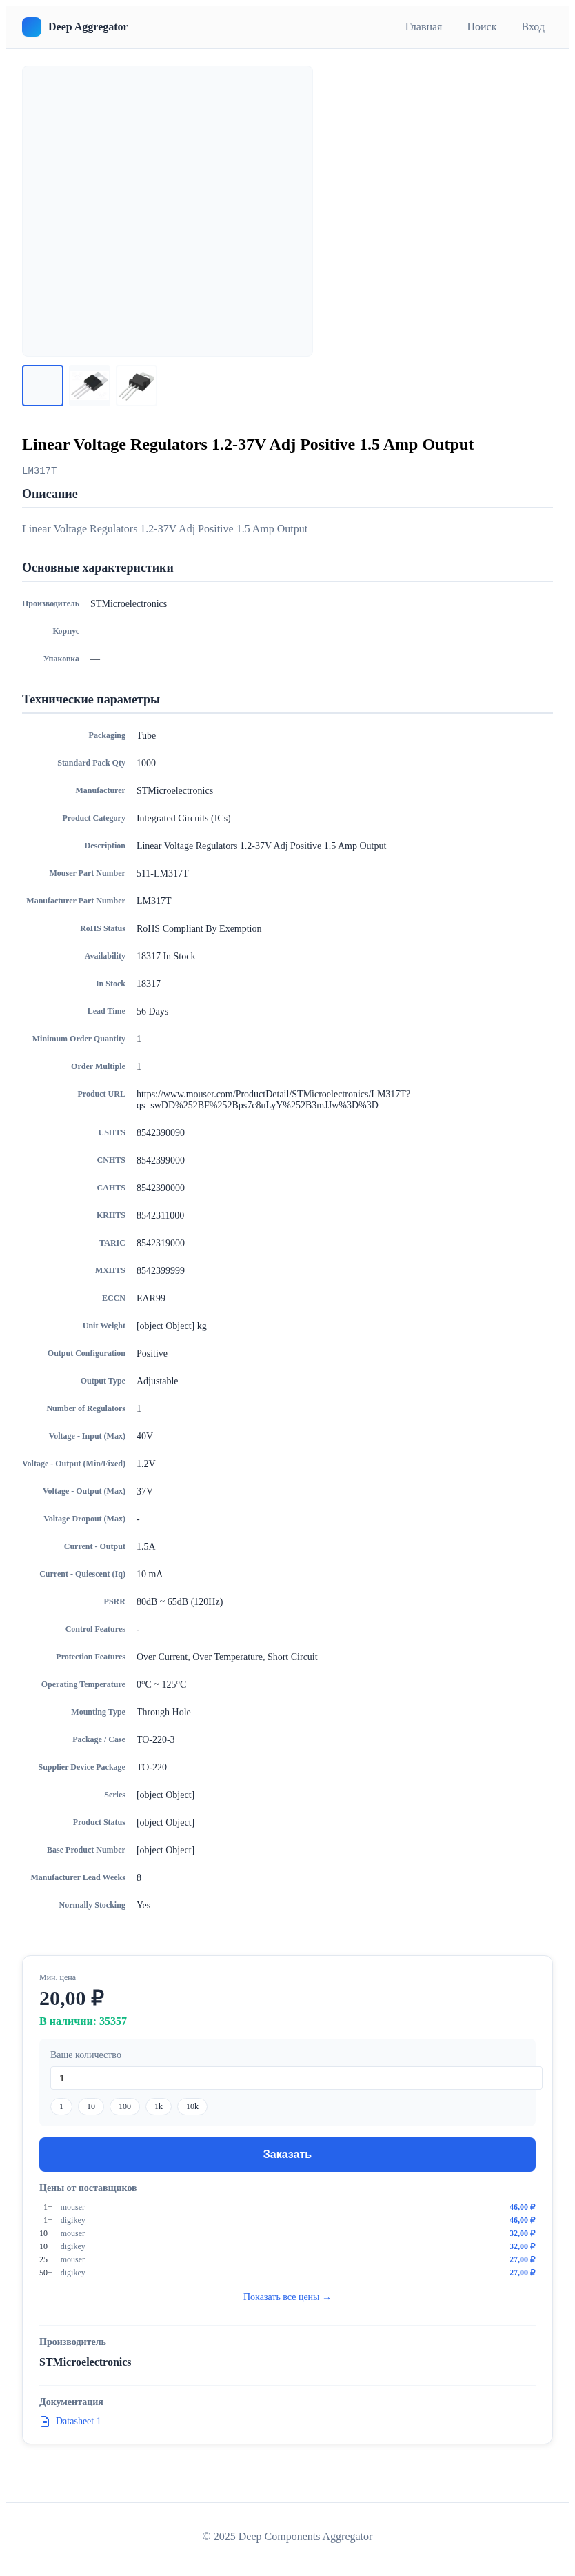 Deep Aggregator
Главная Поиск Вход
Linear Voltage Regulators 1.2-37V Adj Positive 1.5 Amp Output
LM317T
Описание
Linear Voltage Regulators 1.2-37V Adj Positive 1.5 Amp Output
Основные характеристики
Производитель STMicroelectronics
Корпус —
Упаковка —
Технические параметры
Packaging Tube
Standard Pack Qty 1000
Manufacturer STMicroelectronics
Product Category Integrated Circuits (ICs)
Description Linear Voltage Regulators 1.2-37V Adj Positive 1.5 Amp Output
Mouser Part Number 511-LM317T
Manufacturer Part Number LM317T
RoHS Status RoHS Compliant By Exemption
Availability 18317 In Stock
In Stock 18317
Lead Time 56 Days
Minimum Order Quantity 1
Order Multiple 1
Product URL https://www.mouser.com/ProductDetail/STMicroelectronics/LM317T?
qs=swDD%252BF%252Bps7c8uLyY%252B3mJJw%3D%3D
USHTS 8542390090
CNHTS 8542399000
CAHTS 8542390000
KRHTS 8542311000
TARIC 8542319000
MXHTS 8542399999
ECCN EAR99
Unit Weight [object Object] kg
Output Configuration Positive
Output Type Adjustable
Number of Regulators 1
Voltage - Input (Max) 40V
Voltage - Output (Min/Fixed) 1.2V
Voltage - Output (Max) 37V
Voltage Dropout (Max) -
Current - Output 1.5A
Current - Quiescent (Iq) 10 mA
PSRR 80dB ~ 65dB (120Hz)
Control Features -
Protection Features Over Current, Over Temperature, Short Circuit
Operating Temperature 0°C ~ 125°C
Mounting Type Through Hole
Package / Case TO-220-3
Supplier Device Package TO-220
Series [object Object]
Product Status [object Object]
Base Product Number [object Object]
Manufacturer Lead Weeks 8
Normally Stocking Yes
Мин. цена
20,00 ₽
В наличии: 35357
Ваше количество
1
1 10 100 1k 10k
Заказать
Цены от поставщиков
1+ mouser 46,00 ₽
1+ digikey 46,00 ₽
10+ mouser 32,00 ₽
10+ digikey 32,00 ₽
25+ mouser 27,00 ₽
50+ digikey 27,00 ₽
Показать все цены →
Производитель
STMicroelectronics
Документация
Datasheet 1
© 2025 Deep Components Aggregator